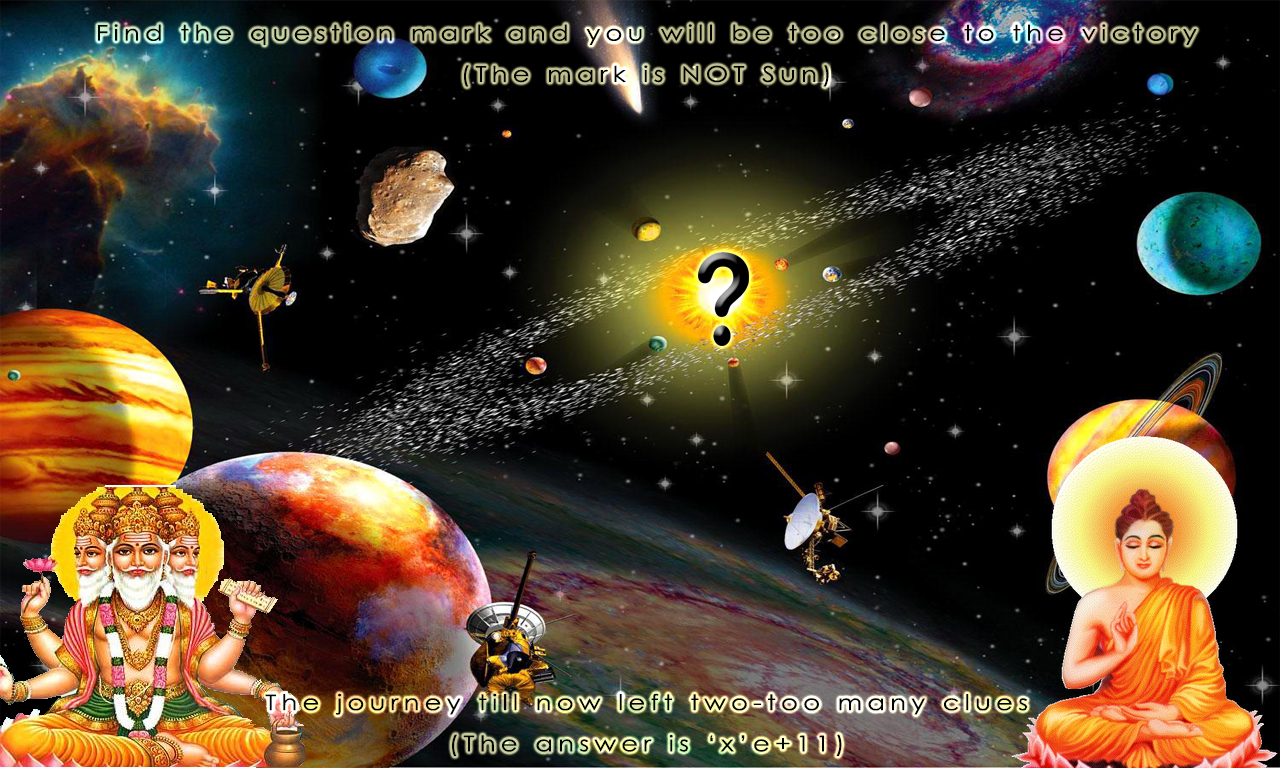 Find the question mark and you will be too close to the victory
(The mark is NOT Sun)
?
The journey till now left two-too many clues
(The answer is ‘x’e+11)